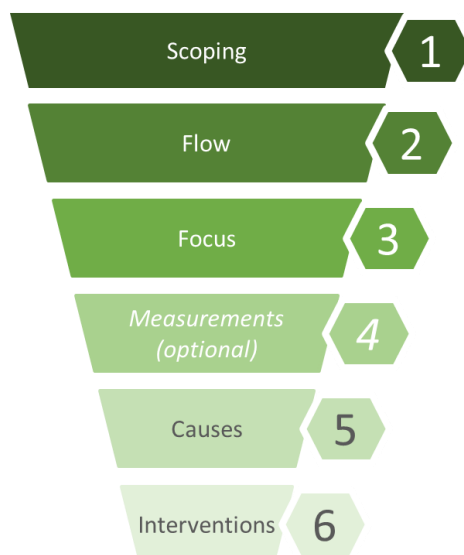 Scoping
1
Flow
2
Focus
3
Measurements
(optional)
4
Causes
5
Interventions
6